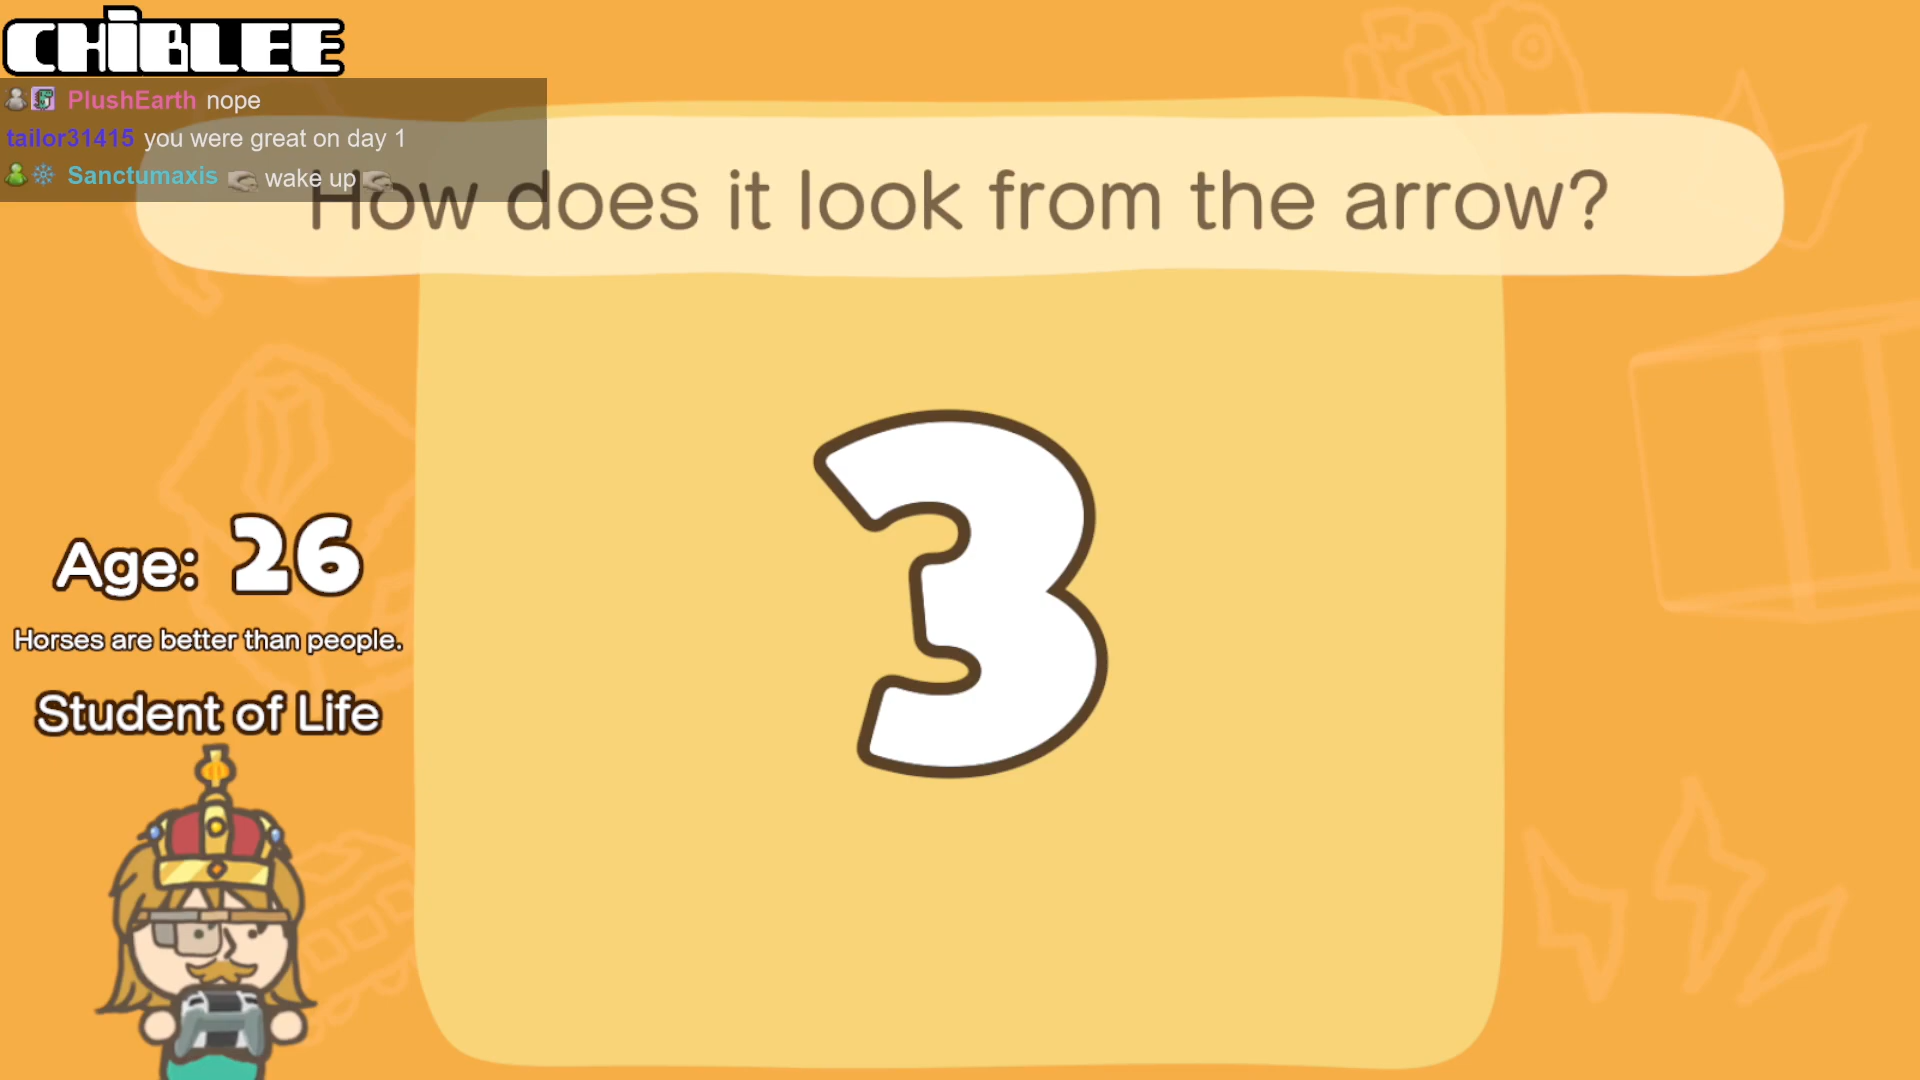 CHiBLEE
PlushEarth nope
tailor31415 you were great on day 1
Sanctumaxis wake up
How does it look from the arrow?
3
Age: 26
Horses are better than people.
Student of Life